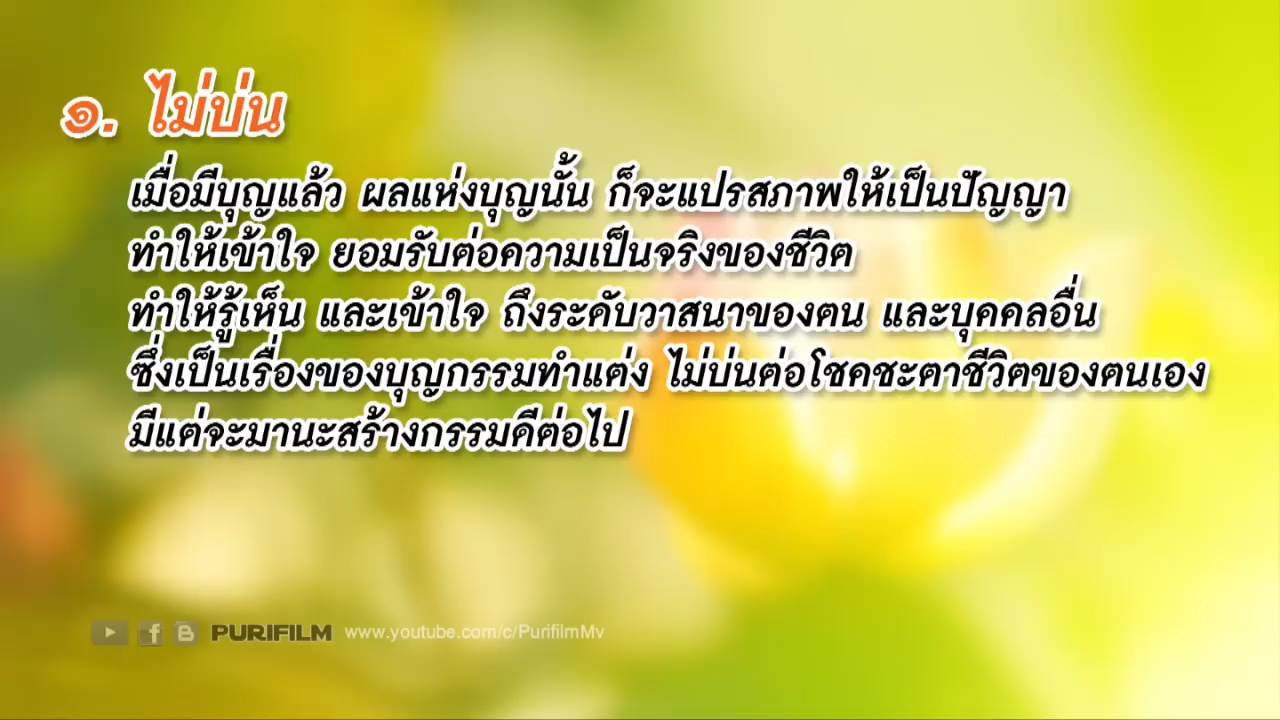 ๑. ไม่บ่น
เมื่อมีบุญแล้ว ผลแห่งบุญนั้น ก็จะแปรสภาพให้เป็นปัญญา
ทำให้เข้าใจ ยอมรับต่อความเป็นจริงของชีวิต
ทำให้รู้เห็น และเข้าใจ ถึงระดับวาสนาของตน และบุคคลอื่น
ซึ่งเป็นเรื่องของบุญกรรมทำแต่ง ไม่บ่นต่อโชคชะตาชีวิตของตนเอง
มีแต่จะมานะสร้างกรรมดีต่อไป
PURIFILM www.youtube.com/c/PurifilmMv